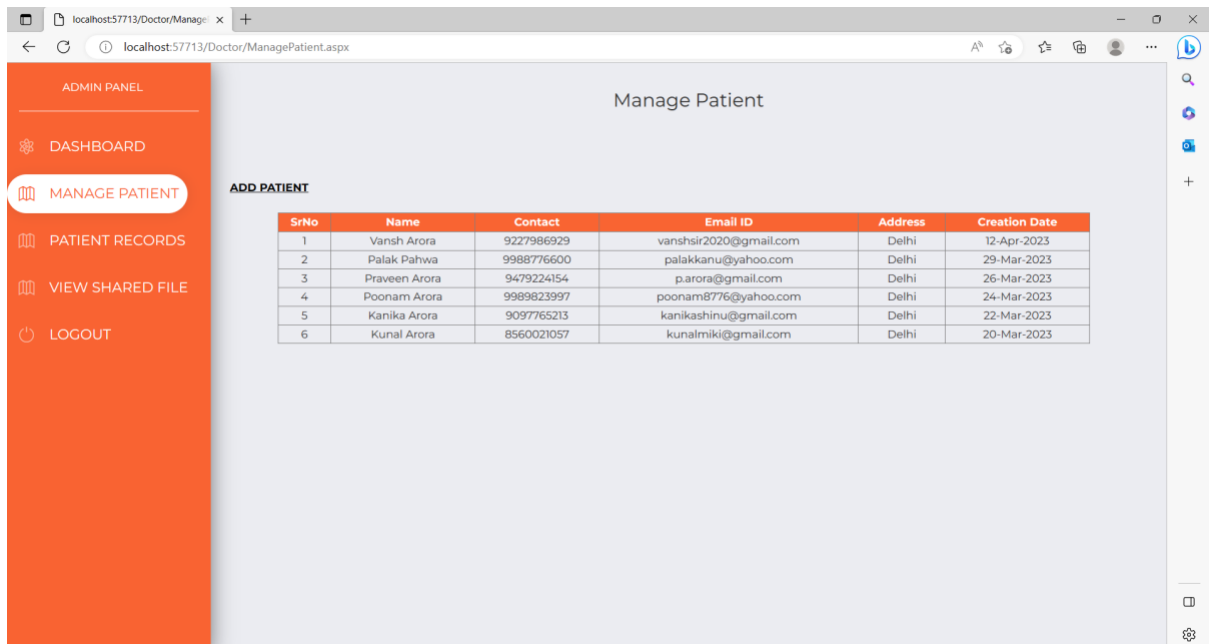 localhost:57713/Doctor/Manage
localhost:57713/Doctor/ManagePatient.aspx
ADMIN PANEL
DASHBOARD
MANAGE PATIENT
PATIENT RECORDS
VIEW SHARED FILE
LOGOUT
Manage Patient
ADD PATIENT
SrNo Name Contact Email ID Address Creation Date
1 Vansh Arora 9227986929 vanshsir2020@gmail.com Delhi 12-Apr-2023
2 Palak Pahwa 9988776600 palakkanu@yahoo.com Delhi 29-Mar-2023
3 Praveen Arora 9479224154 p.arora@gmail.com Delhi 26-Mar-2023
4 Poonam Arora 9989823997 poonam8776@yahoo.com Delhi 24-Mar-2023
5 Kanika Arora 9097765213 kanikashinu@gmail.com Delhi 22-Mar-2023
6 Kunal Arora 8560021057 kunalmiki@gmail.com Delhi 20-Mar-2023